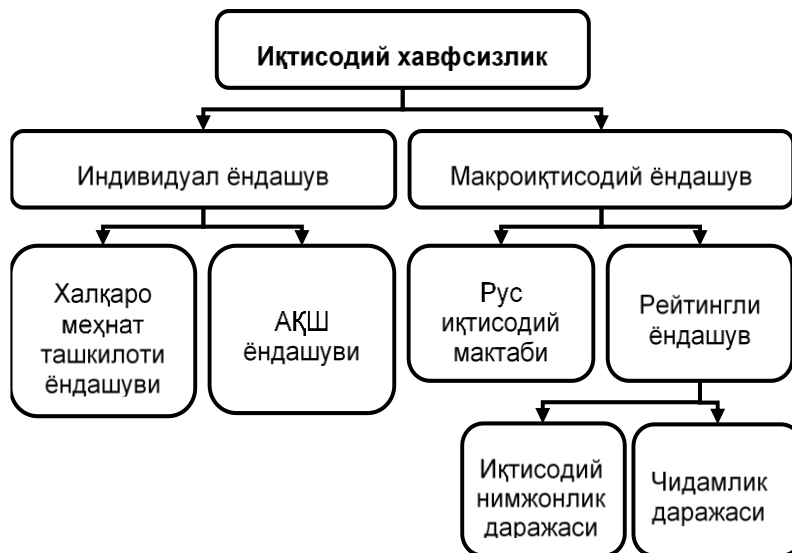 Иқтисодий хавфсизлик
Индивидуал ёндашув
Макроиқтисодий ёндашув
Халқаро
меҳнат
ташкилоти
ёндашуви
АҚШ
ёндашуви
Рус
иқтисодий
мактаби
Рейтингли
ёндашув
Иқтисодий
нимжонлик
даражаси
Чидамлик
даражаси